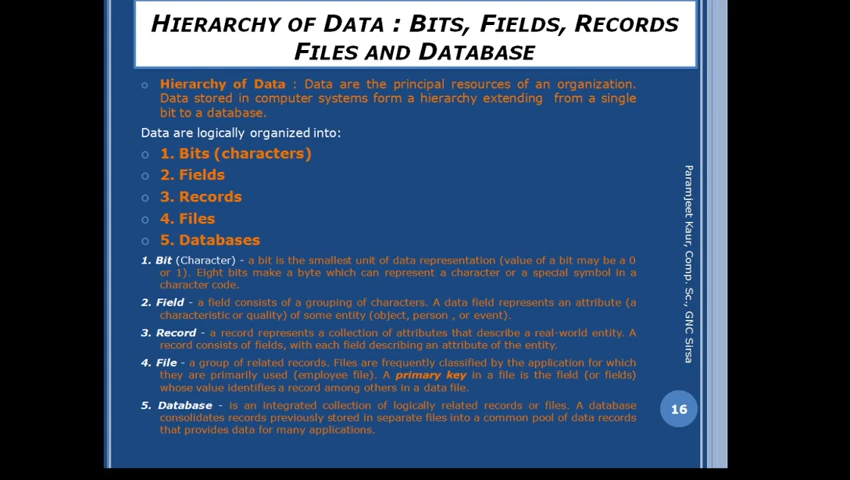 HIERARCHY OF DATA : BITS, FIELDS, RECORDS
FILES AND DATABASE
Hierarchy of Data : Data are the principal resources of an organization.
Data stored in computer systems form a hierarchy extending from a single
bit to a database.
Data are logically organized into:
1. Bits (characters)
2. Fields
3. Records
4. Files
5. Databases
1. Bit (Character) - a bit is the smallest unit of data representation (value of a bit may be a 0
or 1). Eight bits make a byte which can represent a character or a special symbol in a
character code.
2. Field - a field consists of a grouping of characters. A data field represents an attribute (a
characteristic or quality) of some entity (object, person , or event).
3. Record - a record represents a collection of attributes that describe a real-world entity. A
record consists of fields, with each field describing an attribute of the entity.
4. File - a group of related records. Files are frequently classified by the application for which
they are primarily used (employee file). A primary key in a file is the field (or fields)
whose value identifies a record among others in a data file.
5. Database - is an integrated collection of logically related records or files. A database
consolidates records previously stored in separate files into a common pool of data records
that provides data for many applications.
Paramjeet Kaur, Comp. Sc., GNC Sirsa
16